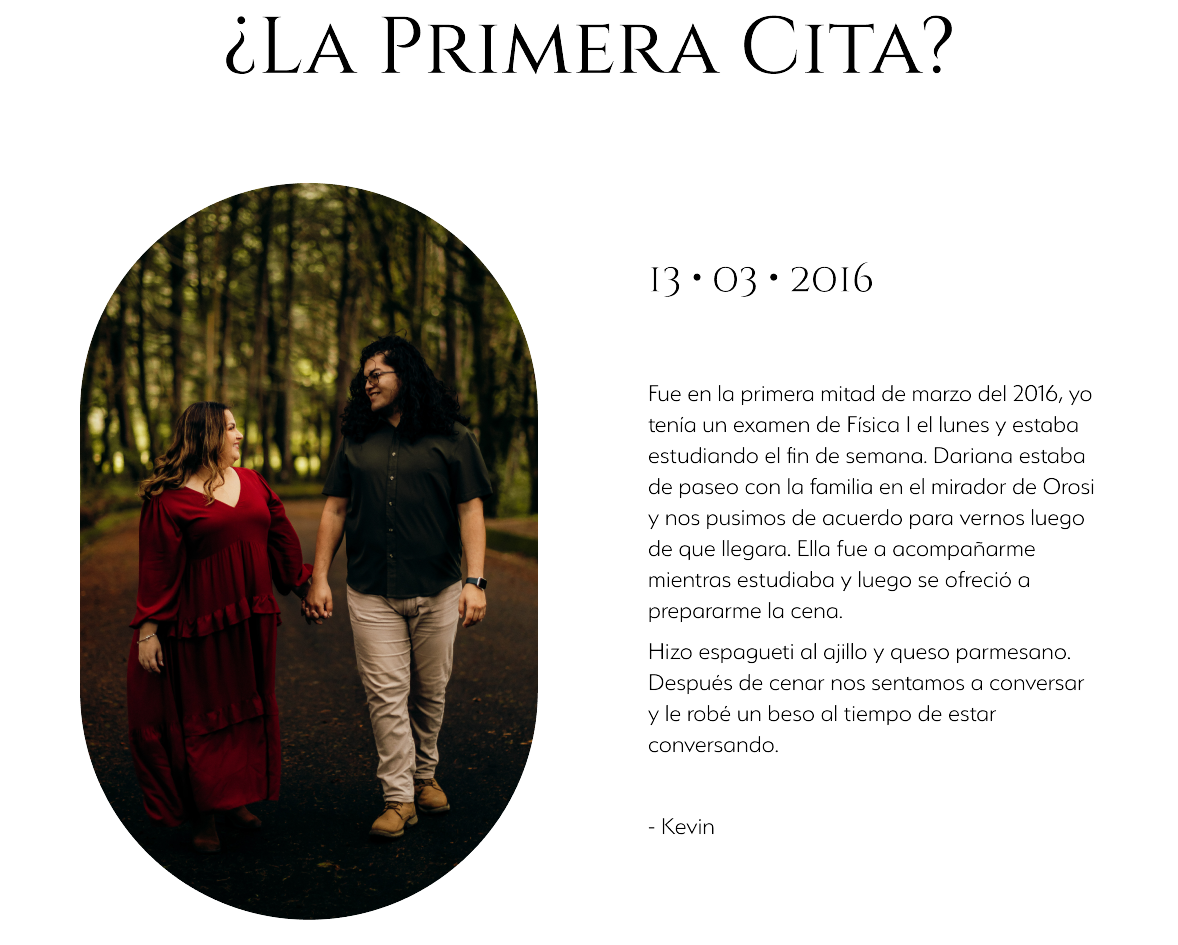 ¿La Primera Cita?
13 • 03 • 2016
Fue en la primera mitad de marzo del 2016, yo
tenía un examen de Física I el lunes y estaba
estudiando el fin de semana. Dariana estaba
de paseo con la familia en el mirador de Orosi
y nos pusimos de acuerdo para vernos luego
de que llegara. Ella fue a acompañarme
mientras estudiaba y luego se ofreció a
prepararme la cena.
Hizo espagueti al ajillo y queso parmesano.
Después de cenar nos sentamos a conversar
y le robé un beso al tiempo de estar
conversando.
- Kevin